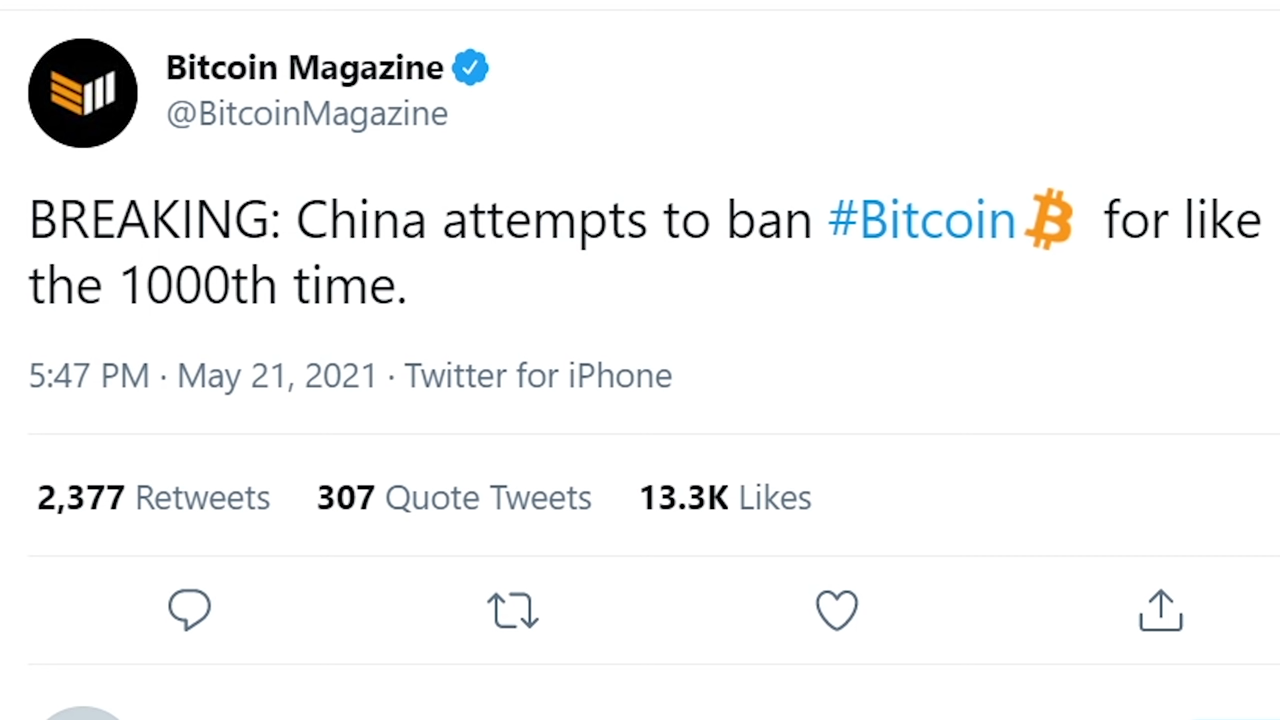 Bitcoin Magazine
@BitcoinMagazine
BREAKING: China attempts to ban #Bitcoin for like
the 1000th time.
5:47 PM · May 21, 2021 · Twitter for iPhone
2,377 Retweets 307 Quote Tweets 13.3K Likes